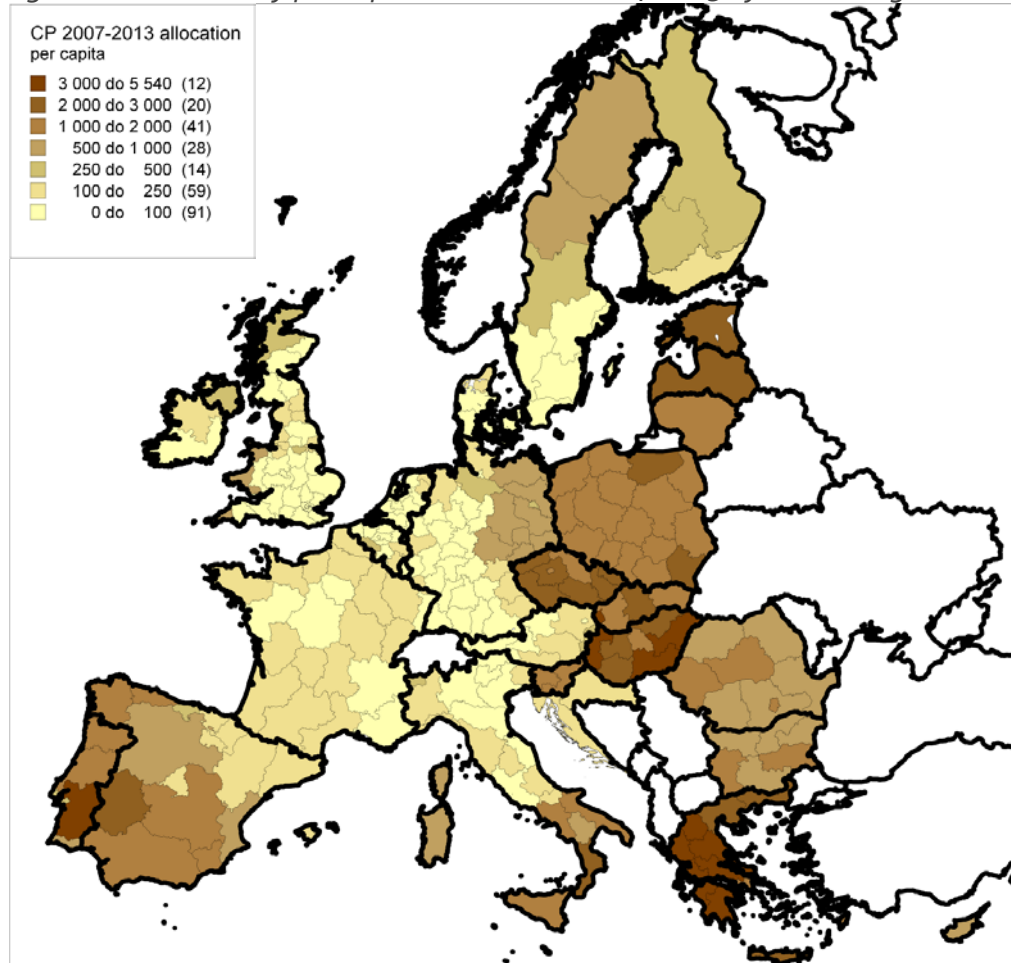 CP 2007-2013 allocation
per capita
3 000 do 5 540 (12)
2 000 do 3 000 (20)
1 000 do 2 000 (41)
500 do 1 000 (28)
250 do 500 (14)
100 do 250 (59)
0 do 100 (91)